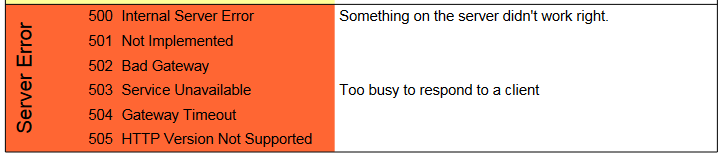 Server Error
500 Internal Server Error Something on the server didn't work right.
501 Not Implemented
502 Bad Gateway
503 Service Unavailable Too busy to respond to a client
504 Gateway Timeout
505 HTTP Version Not Supported